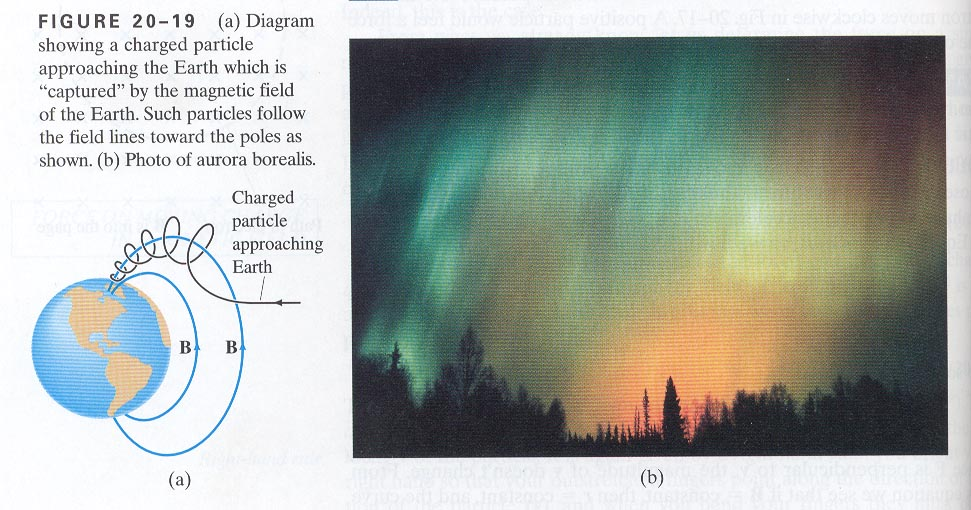 FIGURE 20–19 (a) Diagram
showing a charged particle
approaching the Earth which is
“captured” by the magnetic field
of the Earth. Such particles follow
the field lines toward the poles as
shown. (b) Photo of aurora borealis.
Charged
particle
approaching
Earth
B B
(a)
(b)